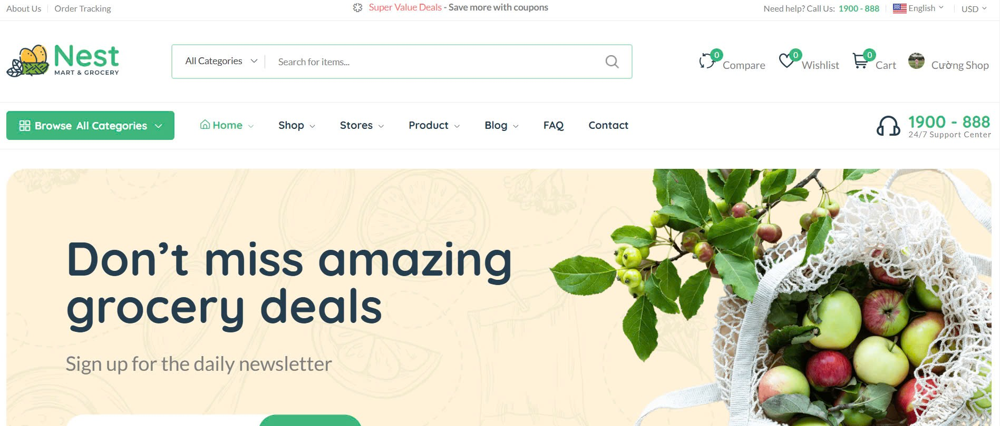 About Us
Order Tracking
Super Value Deals - Save more with coupons
Need help? Call Us: 1900 - 888
English
USD
Nest
MART & GROCERY
All Categories
Search for items...
0
Compare
0
Wishlist
0
Cart
Cường Shop
Browse All Categories
Home
Shop
Stores
Product
Blog
FAQ
Contact
1900 - 888
24/7 Support Center
Don't miss amazing
grocery deals
Sign up for the daily newsletter